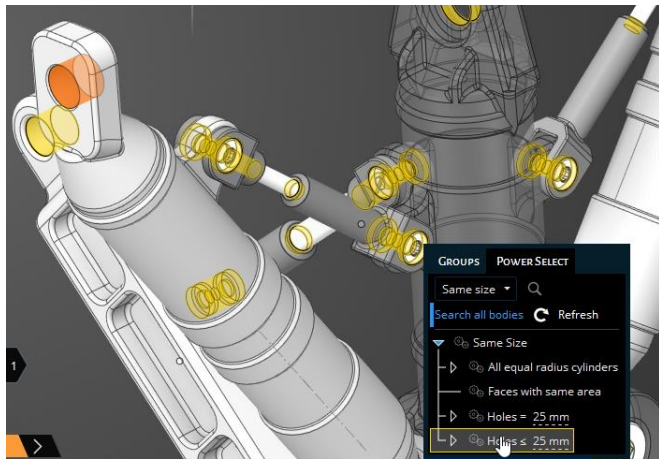 GROUPS POWER SELECT
Same size
Search all bodies Refresh
Same Size
All equal radius cylinders
Faces with same area
Holes = 25 mm
Holes ≤ 25 mm
1